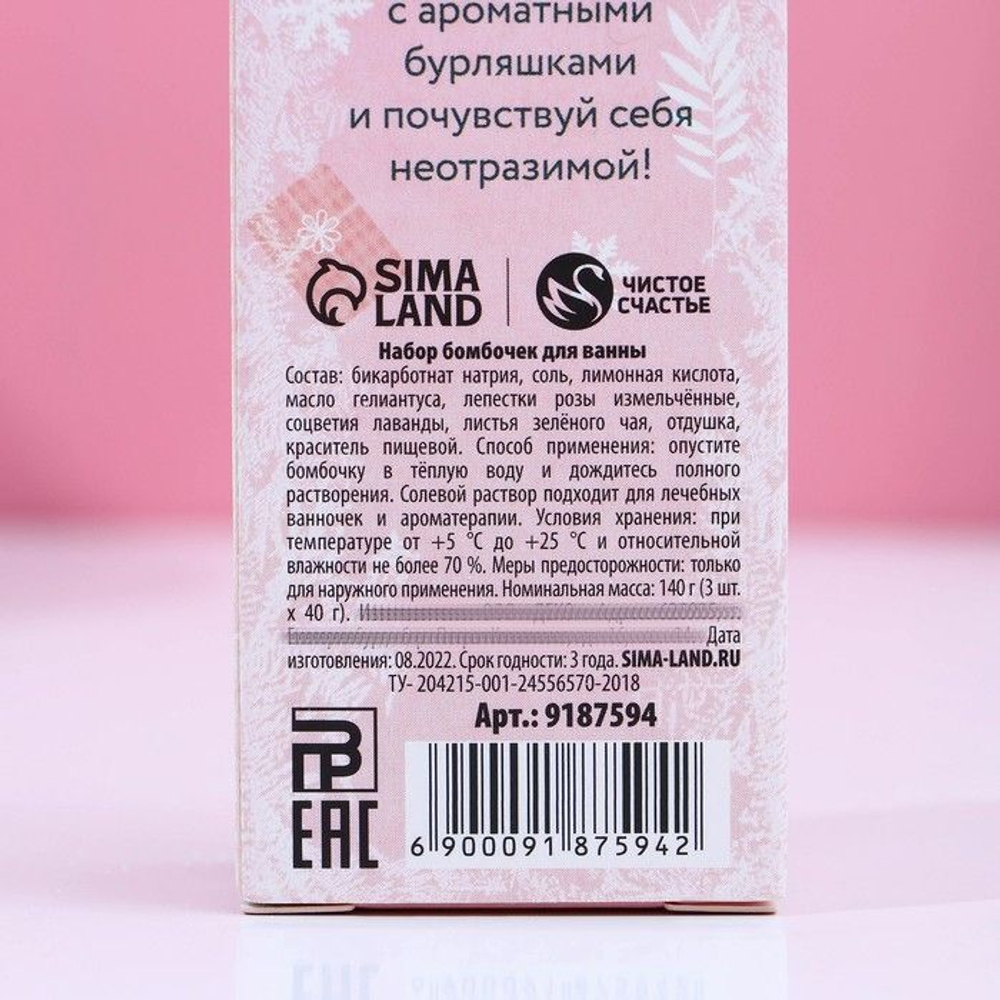 с ароматными
бурляшками
и почувствуй себя
неотразимой!
SIMA
LAND
ЧИСТОЕ
СЧАСТЬЕ
Набор бомбочек для ванны
Состав: бикарботнат натрия, соль, лимонная кислота,
масло гелиантуса, лепестки розы измельчённые,
соцветия лаванды, листья зелёного чая, отдушка,
краситель пищевой. Способ применения: опустите
бомбочку в тёплую воду и дождитесь полного
растворения. Солевой раствор подходит для лечебных
ванночек и ароматерапии. Условия хранения: при
температуре от +5 °С до +25 °С и относительной
влажности не более 70 %. Меры предосторожности: только
для наружного применения. Номинальная масса: 140 г (3 шт.
х 40 г).
Дата
изготовления: 08.2022. Срок годности: 3 года. SIMA-LAND.RU
ТУ- 204215-001-24556570-2018
Арт.: 9187594
EAC
6 900091 875942